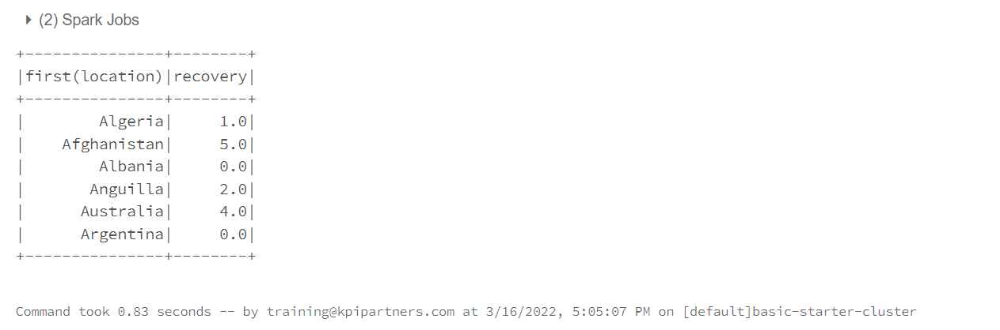 (2) Spark Jobs
+---------------+--------+
|first(location)|recovery|
+---------------+--------+
|        Algeria|     1.0|
|    Afghanistan|     5.0|
|        Albania|     0.0|
|       Anguilla|     2.0|
|      Australia|     4.0|
|      Argentina|     0.0|
+---------------+--------+
Command took 0.83 seconds -- by training@kpipartners.com at 3/16/2022, 5:05:07 PM on [default]basic-starter-cluster